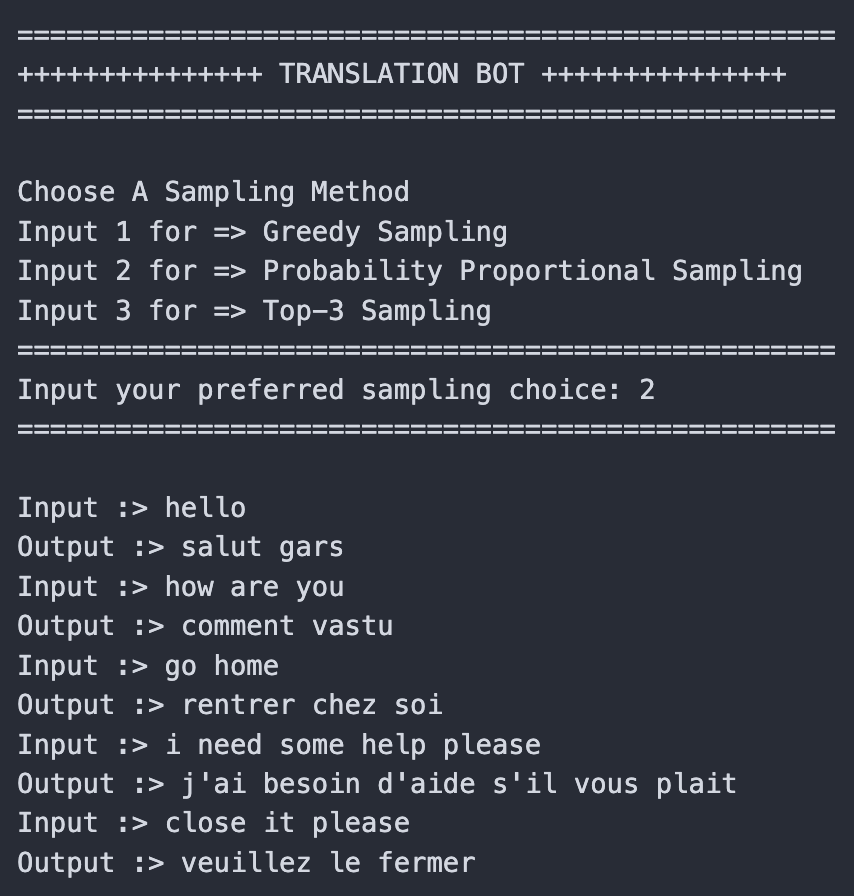 ==================================================
+++++++++++++++ TRANSLATION BOT +++++++++++++++
==================================================
Choose A Sampling Method
Input 1 for => Greedy Sampling
Input 2 for => Probability Proportional Sampling
Input 3 for => Top-3 Sampling
==================================================
Input your preferred sampling choice: 2
==================================================
Input :> hello
Output :> salut gars
Input :> how are you
Output :> comment vastu
Input :> go home
Output :> rentrer chez soi
Input :> i need some help please
Output :> j'ai besoin d'aide s'il vous plait
Input :> close it please
Output :> veuillez le fermer